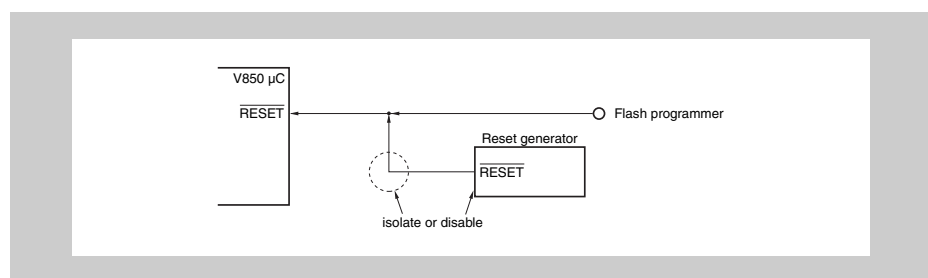 V850 µC
RESET
Flash programmer
Reset generator
RESET
isolate or disable